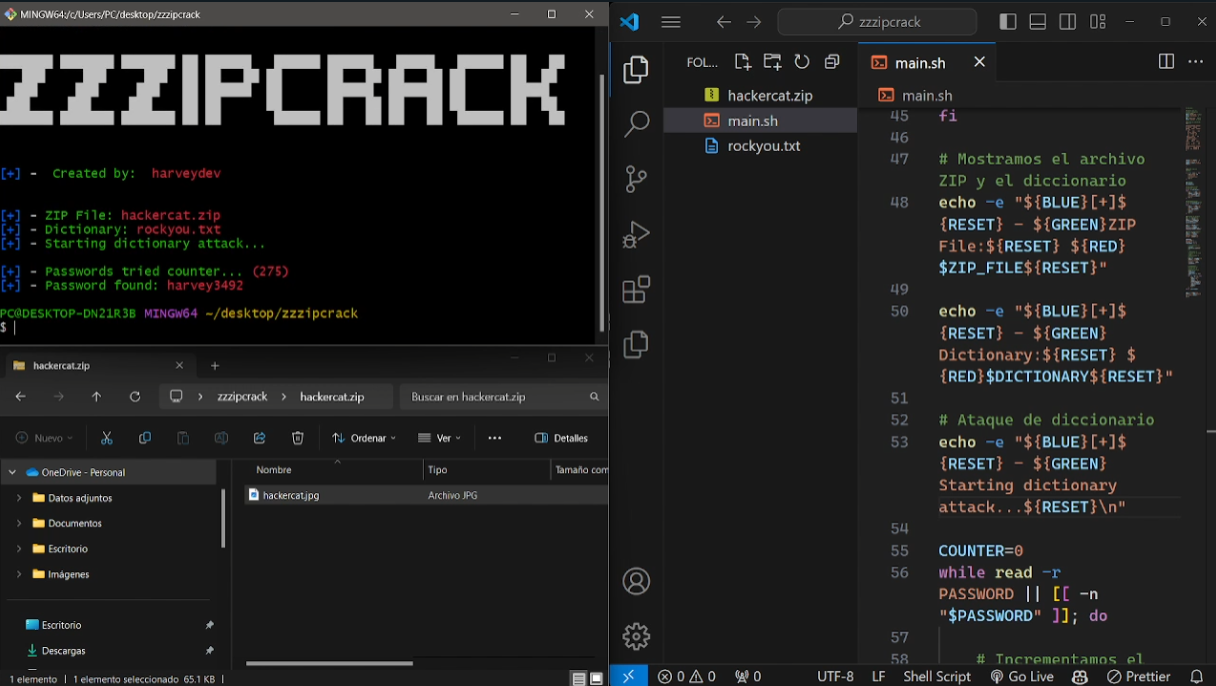 MINGW64:/c/Users/PC/desktop/zzzipcrack
ZZZIPCRACK
[+] - Created by: harveydev
[+] - ZIP File: hackercat.zip
[+] - Dictionary: rockyou.txt
[+] - Starting dictionary attack...
[+] - Passwords tried counter... (275)
[+] - Password found: harvey3492
PC@DESKTOP-DN21R3B MINGW64 ~/desktop/zzzipcrack
$
hackercat.zip
zzzipcrack > hackercat.zip
Buscar en hackercat.zip
Nuevo
Ordenar
Ver
Detalles
OneDrive - Personal
Datos adjuntos
Documentos
Escritorio
Imágenes
Escritorio
Descargas
Nombre
Tipo
Tamaño com
hackercat.jpg
Archivo JPG
1 elemento
1 elemento seleccionado 65.1 KB
zzzipcrack
FOL...
hackercat.zip
main.sh
rockyou.txt
main.sh
main.sh
45 fi
46
47 # Mostramos el archivo
ZIP y el diccionario
48 echo -e "${BLUE}[+]$
{RESET} - ${GREEN}ZIP
File:${RESET} ${RED}
$ZIP_FILE${RESET}"
49
50 echo -e "${BLUE}[+]$
{RESET} - ${GREEN}
Dictionary:${RESET} $
{RED}$DICTIONARY${RESET}"
51
52 # Ataque de diccionario
53 echo -e "${BLUE}[+]$
{RESET} - ${GREEN}
Starting dictionary
attack...${RESET}\n"
54
55 COUNTER=0
56 while read -r
PASSWORD || [[ -n
"$PASSWORD" ]]; do
57
58 # Incrementamos el
0 0 0
UTF-8
LF
Shell Script
Go Live
Prettier